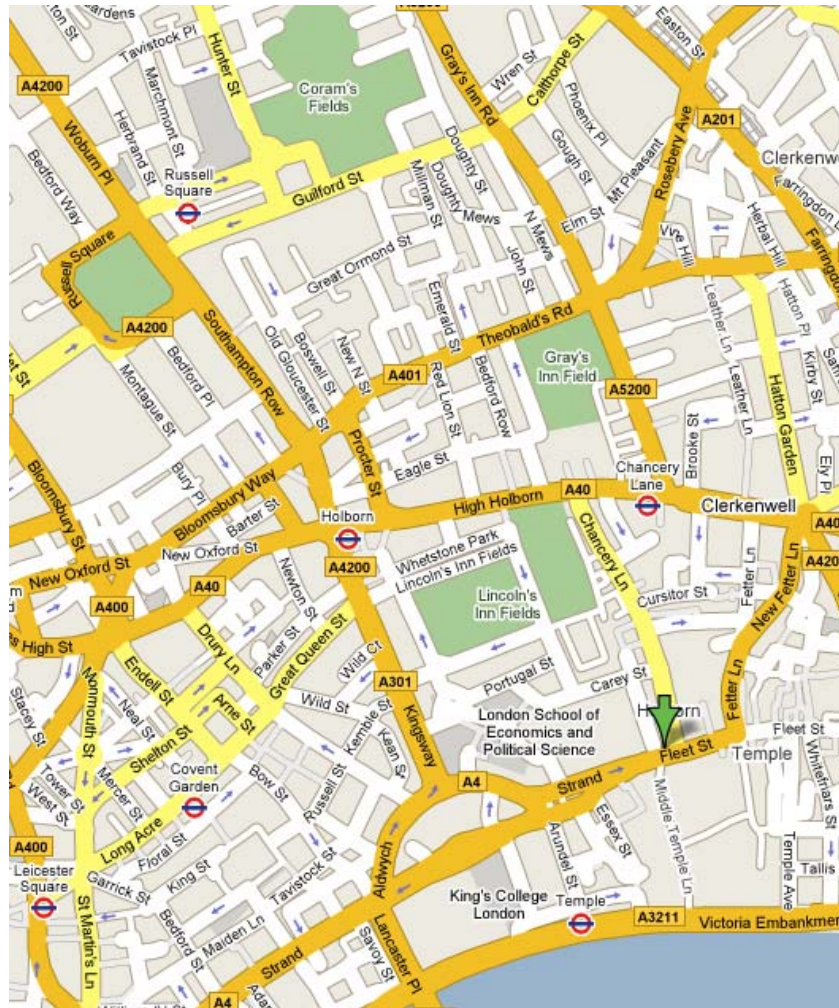 A5200
Gardens
Tavistock Pl
Hunter St
Gray's Inn Rd
Wren St
Calthorpe St
Easton St
A4200
Marchmont St
Coram's
Fields
Phoenix Pl
Rosebery Ave
A201
Woburn Pl
Herbrand St
Doughty St
Gough St
Mt Pleasant
Clerkenwell
Bedford Way
Russell
Square
Guilford St
Millman St
Doughty
Mews
N Mews
Elm St
Farringdon
Vine Hill
Herbal Hill
Russell Square
Great Ormond St
John St
Farringdon
A4200
Southampton Row
Old Gloucester St
Boswell St
New N St
Emerald St
Theobald's Rd
Leather Ln
Hatton Pl
Bedford Pl
Montague St
A401
Red Lion St
Bedford Row
Gray's
Inn Field
A5200
Leather Ln
Hatton Garden
Kirby St
Procter St
Brooke St
Bloomsbury St
Bury Pl
Bloomsbury Way
Eagle St
Chancery
Lane
Ely Pl
Barter St
Holborn
High Holborn
A40
Clerkenwell
A40
New Oxford St
New Oxford St
A40
A4200
Whetstone Park
Lincoln's Inn Fields
Chancery Ln
Fetter Ln
New Fetter Ln
A400
Newton St
Lincoln's
Inn Fields
Cursitor St
High St
Drury Ln
Parker St
Great Queen St
Wild Ct
Monmouth St
Endell St
Arne St
Wild St
A301
Portugal St
Carey St
Stacey St
Neal St
Shelton St
Kemble St
Kean St
Kingsway
London School of
Economics and
Political Science
Fetter Ln
Fleet St
Fleet St
Temple
Tower St
West St
Mercer St
Covent
Garden
Bow St
Russell St
A4
Strand
Whitefriars St
A400
Long Acre
Floral St
Aldwych
Essex St
Middle Temple Ln
Leicester
Square
Garrick St
King St
Tavistock St
Arundel St
Temple Ave
Tallis
St Martin's Ln
Bedford St
Maiden Ln
King's College
London
Temple
A3211
Victoria Embankment
Strand
Savoy St
Lancaster Pl
A4